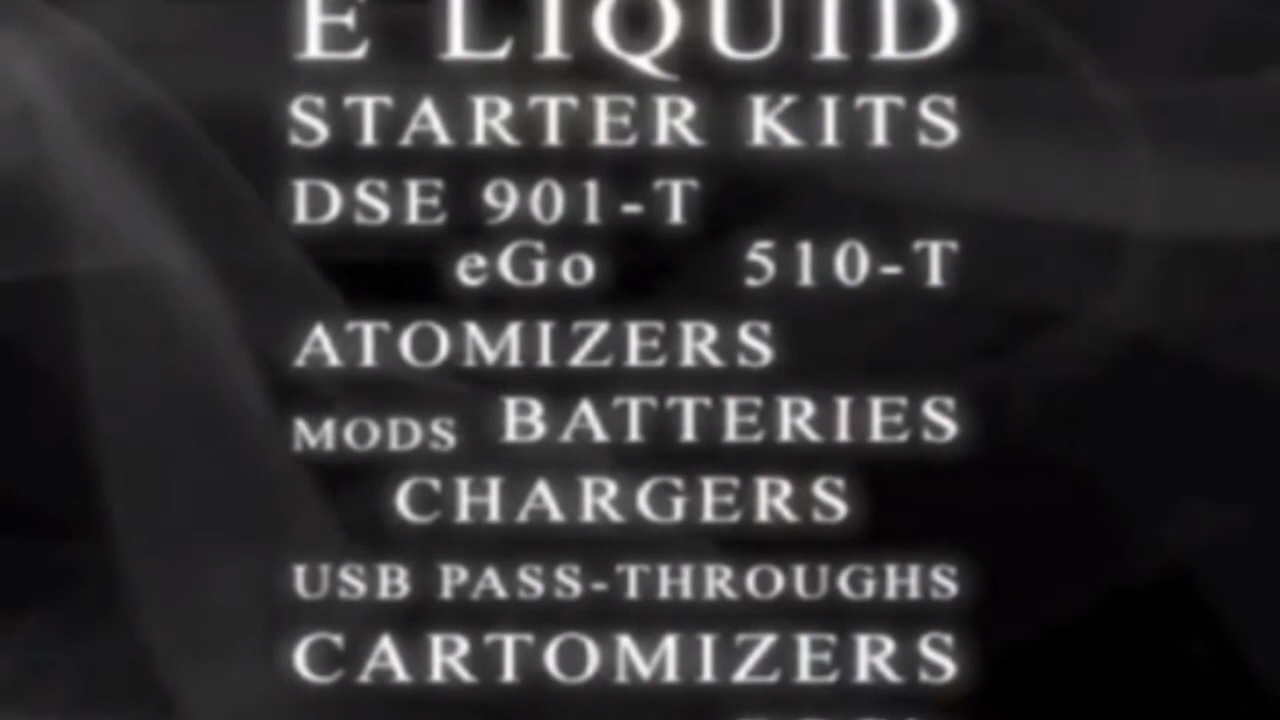 E LIQUID
STARTER KITS
DSE 901-T
eGo 510-T
ATOMIZERS
MODS BATTERIES
CHARGERS
USB PASS-THROUGHS
CARTOMIZERS